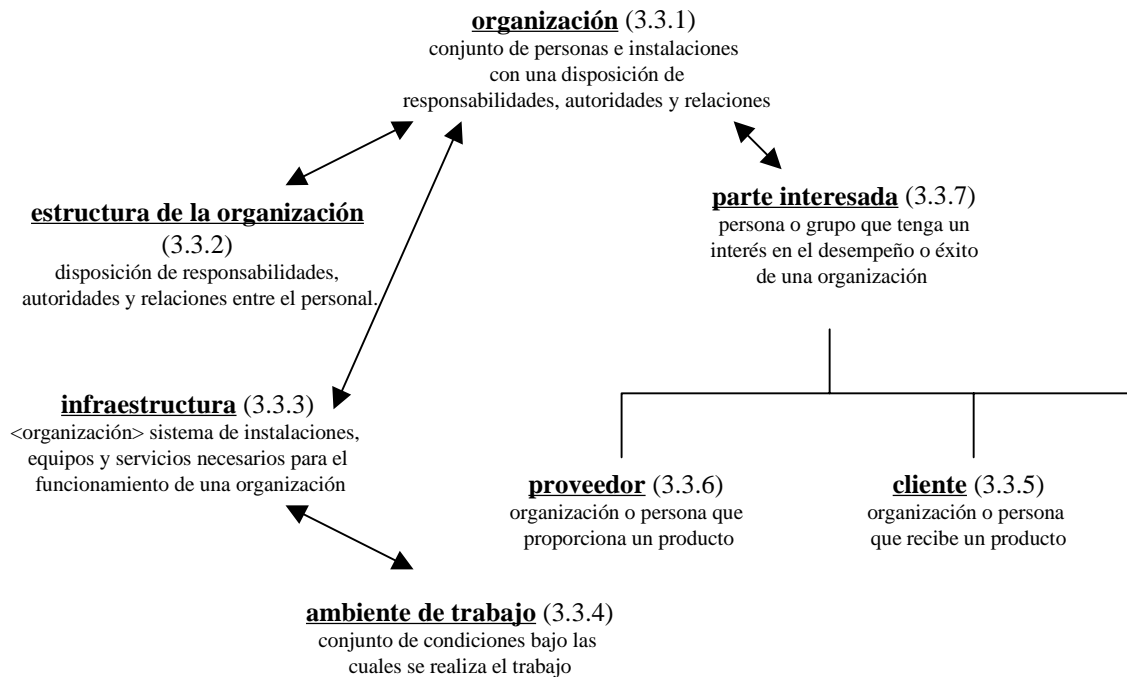 organización (3.3.1)
conjunto de personas e instalaciones
con una disposición de
responsabilidades, autoridades y relaciones
estructura de la organización
(3.3.2)
disposición de responsabilidades,
autoridades y relaciones entre el personal.
parte interesada (3.3.7)
persona o grupo que tenga un
interés en el desempeño o éxito
de una organización
infraestructura (3.3.3)
<organización> sistema de instalaciones,
equipos y servicios necesarios para el
funcionamiento de una organización
proveedor (3.3.6)
organización o persona que
proporciona un producto
cliente (3.3.5)
organización o persona
que recibe un producto
ambiente de trabajo (3.3.4)
conjunto de condiciones bajo las
cuales se realiza el trabajo